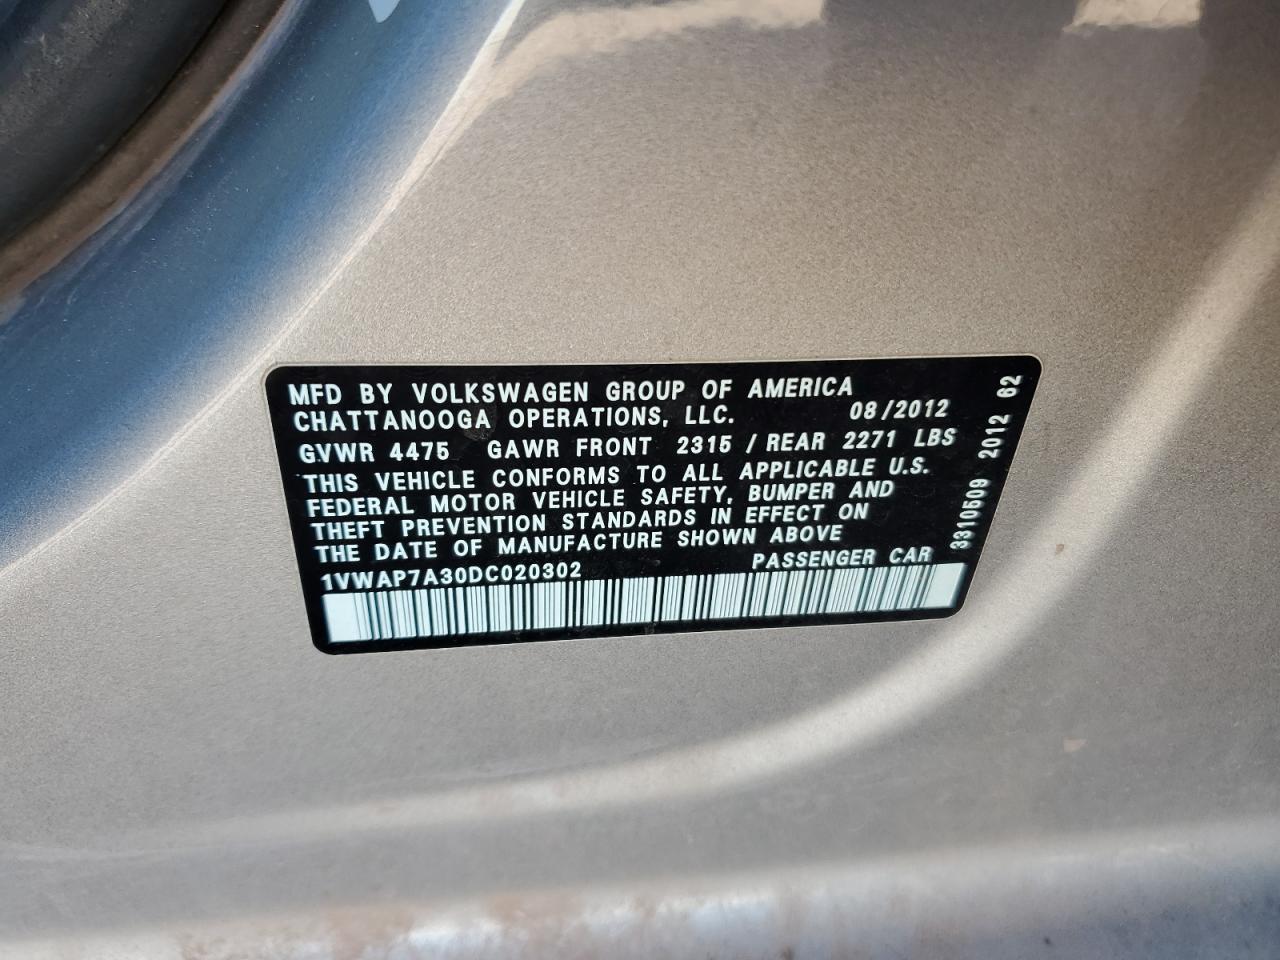 MFD BY VOLKSWAGEN GROUP OF AMERICA
CHATTANOOGA OPERATIONS, LLC. 08/2012
GVWR 4475 GAWR FRONT 2315 / REAR 2271 LBS
THIS VEHICLE CONFORMS TO ALL APPLICABLE U.S.
FEDERAL MOTOR VEHICLE SAFETY, BUMPER AND
THEFT PREVENTION STANDARDS IN EFFECT ON
THE DATE OF MANUFACTURE SHOWN ABOVE
1VWAP7A30DC020302 PASSENGER CAR
3310509 2012 62